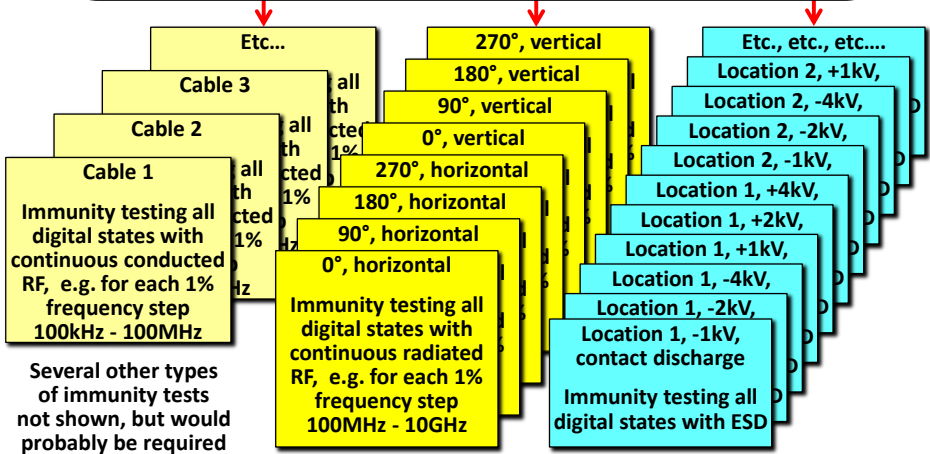 Etc...
Cable 3
Cable 2
Cable 1
Immunity testing all
digital states with
continuous conducted
RF, e.g. for each 1%
frequency step
100kHz - 100MHz
Several other types
of immunity tests
not shown, but would
probably be required
270°, vertical
180°, vertical
90°, vertical
0°, vertical
270°, horizontal
180°, horizontal
90°, horizontal
0°, horizontal
Immunity testing all
digital states with
continuous radiated
RF, e.g. for each 1%
frequency step
100MHz - 10GHz
Etc., etc., etc....
Location 2, +1kV,
Location 2, -4kV,
Location 2, -2kV,
Location 2, -1kV,
Location 1, +4kV,
Location 1, +2kV,
Location 1, +1kV,
Location 1, -4kV,
Location 1, -2kV,
Location 1, -1kV,
contact discharge
Immunity testing all
digital states with ESD